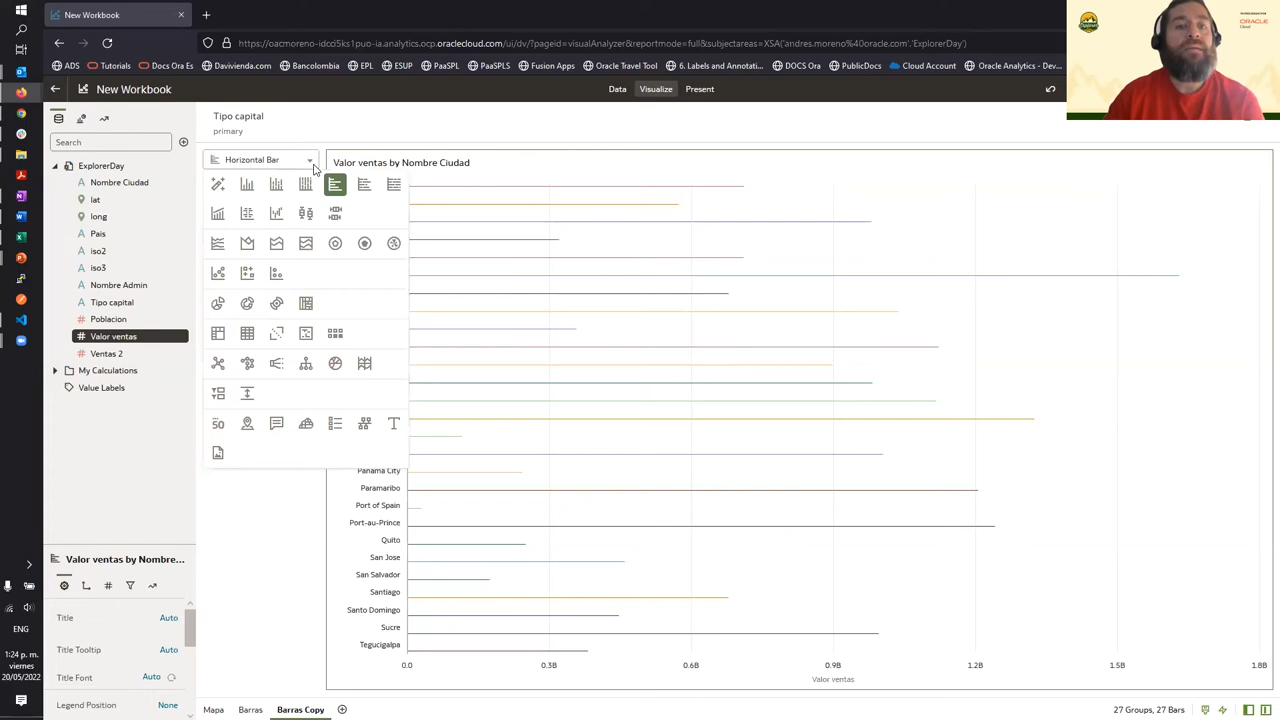 New Workbook
https://oacmoreno-idcci5ks1puo-ia.analytics.ocp.oraclecloud.com/ui/dv/?pageid=visualAnalyzer&reportmode=full&subjectareas=XSA('andres.moreno%40oracle.com'.'ExplorerDay')
ADS
Tutorials
Docs Ora Es
Davivienda.com
Bancolombia
EPL
ESUP
PaaSPL
PaaSPLS
Fusion Apps
Oracle Travel Tool
6. Labels and Annotati...
DOCS Ora
PublicDocs
Cloud Account
Oracle Analytics - Dev...
ORACLE
Cloud
New Workbook
Data
Visualize
Present
Tipo capital
primary
Search
ExplorerDay
Nombre Ciudad
lat
long
Pais
iso2
iso3
Nombre Admin
Tipo capital
Poblacion
Valor ventas
Ventas 2
My Calculations
Value Labels
Horizontal Bar
50
T
Valor ventas by Nombre Ciudad
Panama City
Paramaribo
Port of Spain
Port-au-Prince
Quito
San Jose
San Salvador
Santiago
Santo Domingo
Sucre
Tegucigalpa
0.0
0.3B
0.6B
0.9B
1.2B
1.5B
1.8B
Valor ventas
Valor ventas by Nombre...
Title
Auto
Title Tooltip
Auto
Title Font
Auto
Legend Position
None
ENG
1:24 p. m.
viernes
20/05/2022
Mapa
Barras
Barras Copy
27 Groups, 27 Bars